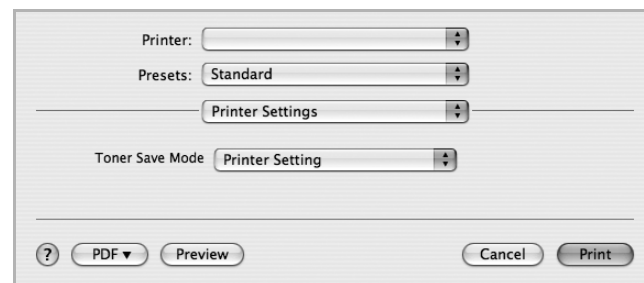 Printer:
Presets: Standard
Printer Settings
Toner Save Mode Printer Setting
? PDF ▼ Preview Cancel Print